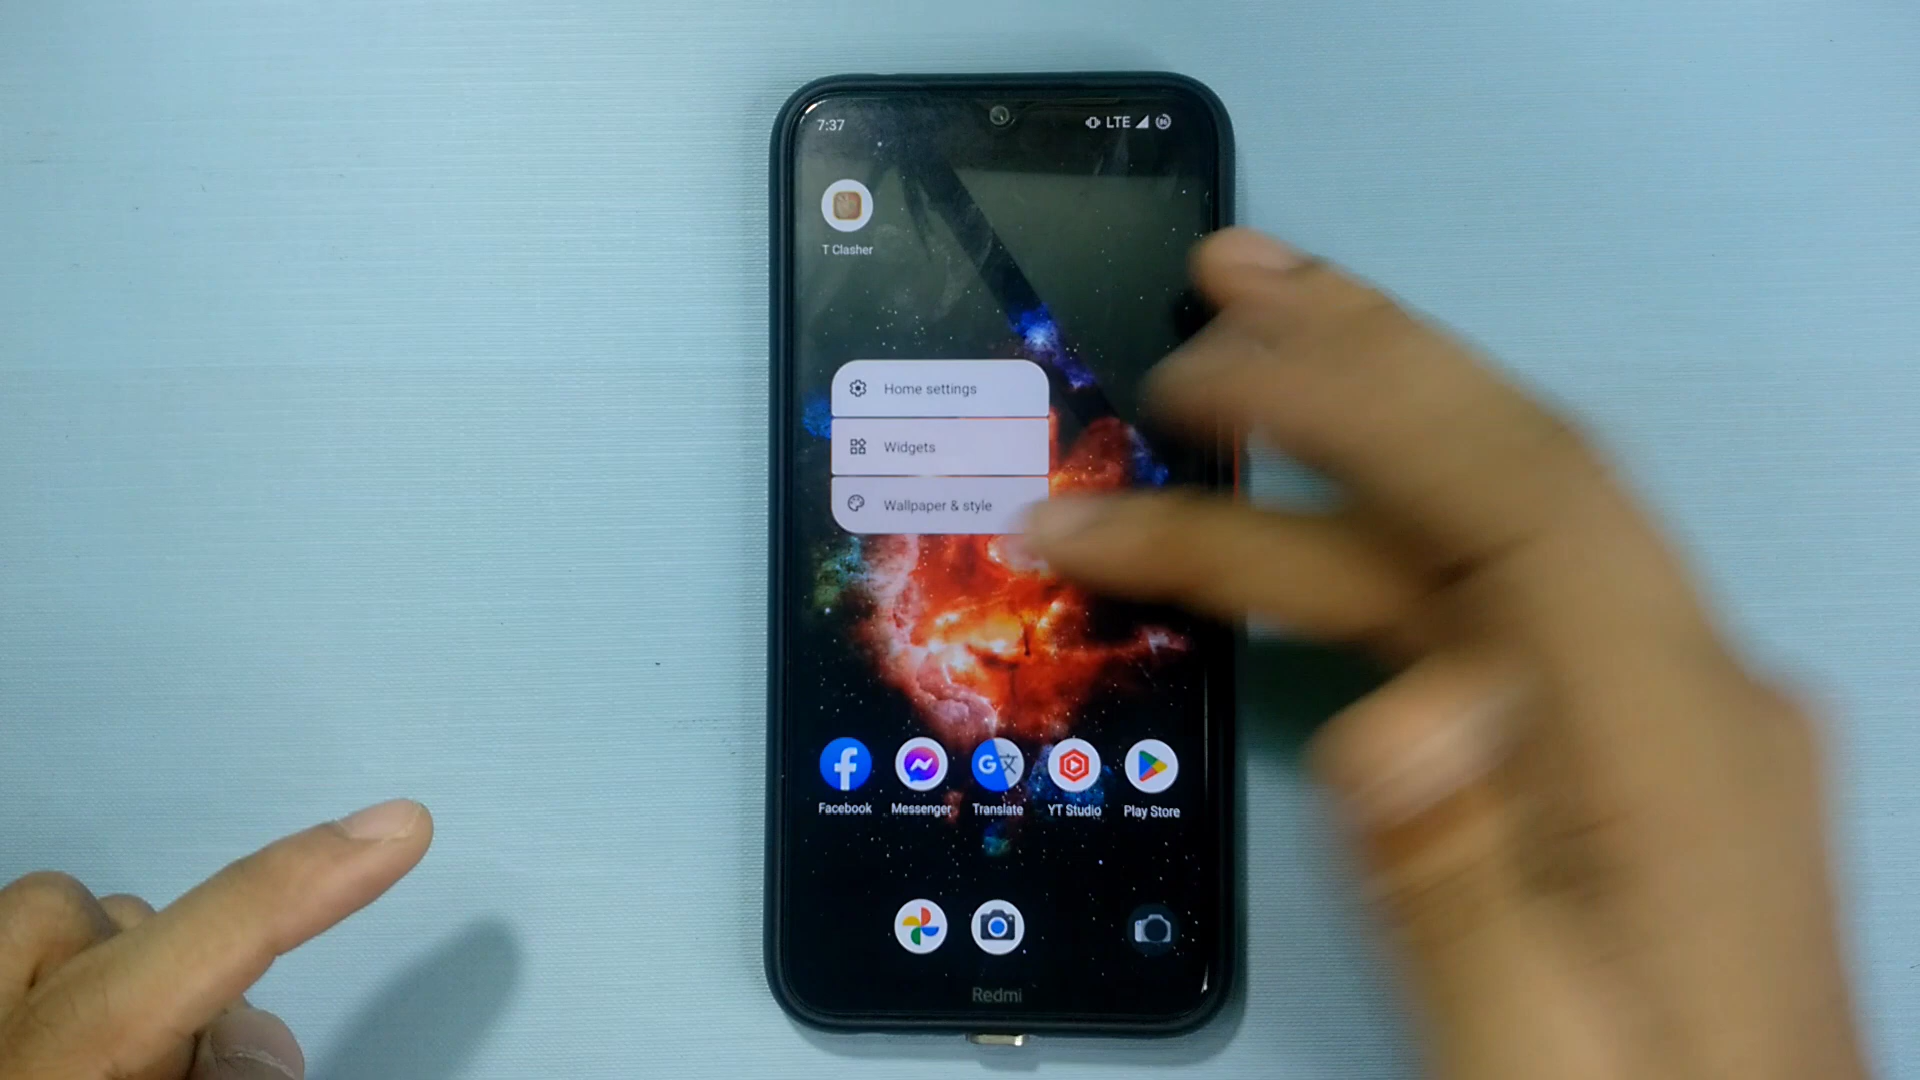 7:37
LTE
T Clasher
Home settings
Widgets
Wallpaper & style
Facebook
Messenger
Translate
YT Studio
Play Store
Redmi